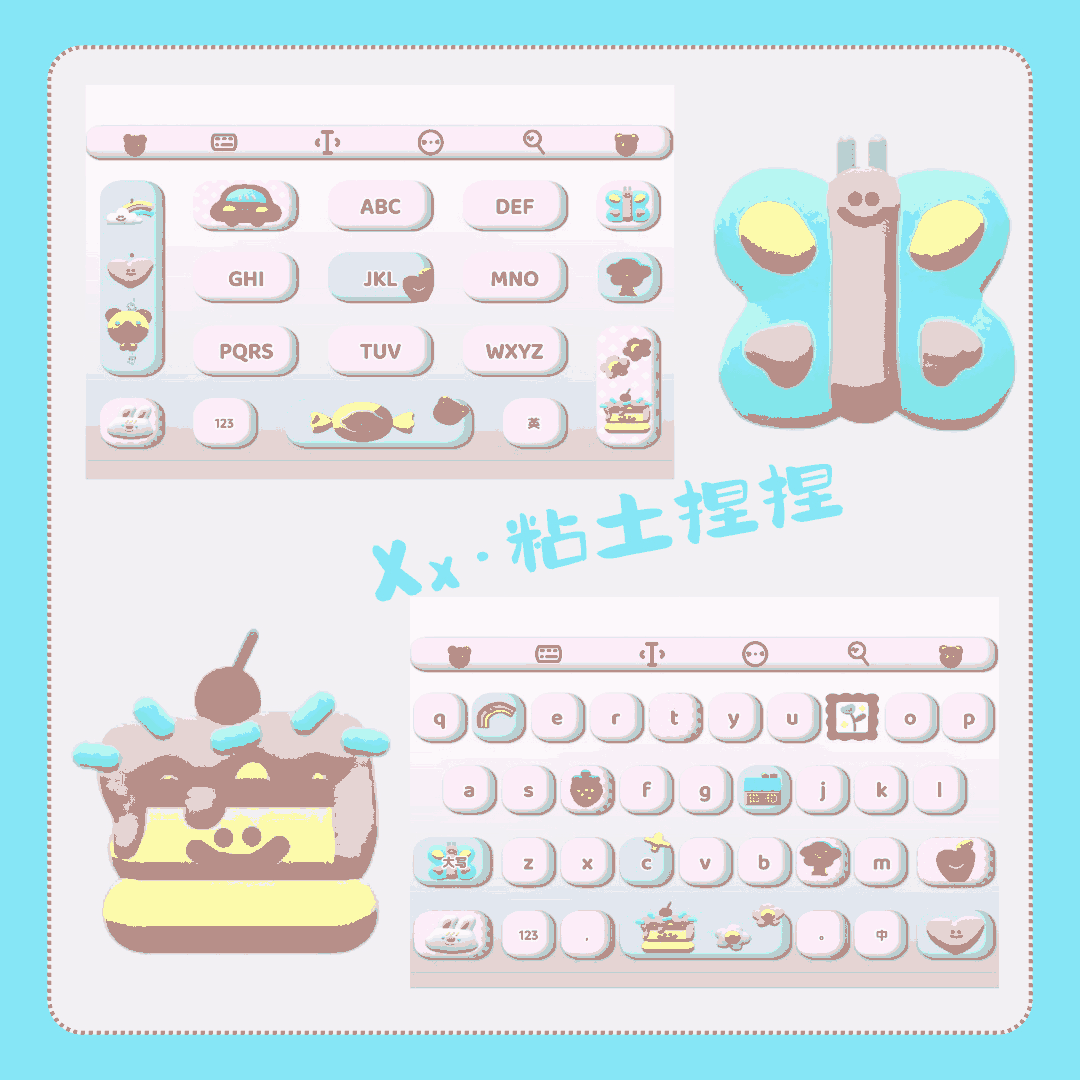 ABC DEF
GHI JKL MNO
PQRS TUV WXYZ
123 英
Xx·粘土捏捏
q e r t y u o p
a s f g j k l
大写 z x c v b m
123 , 。 中